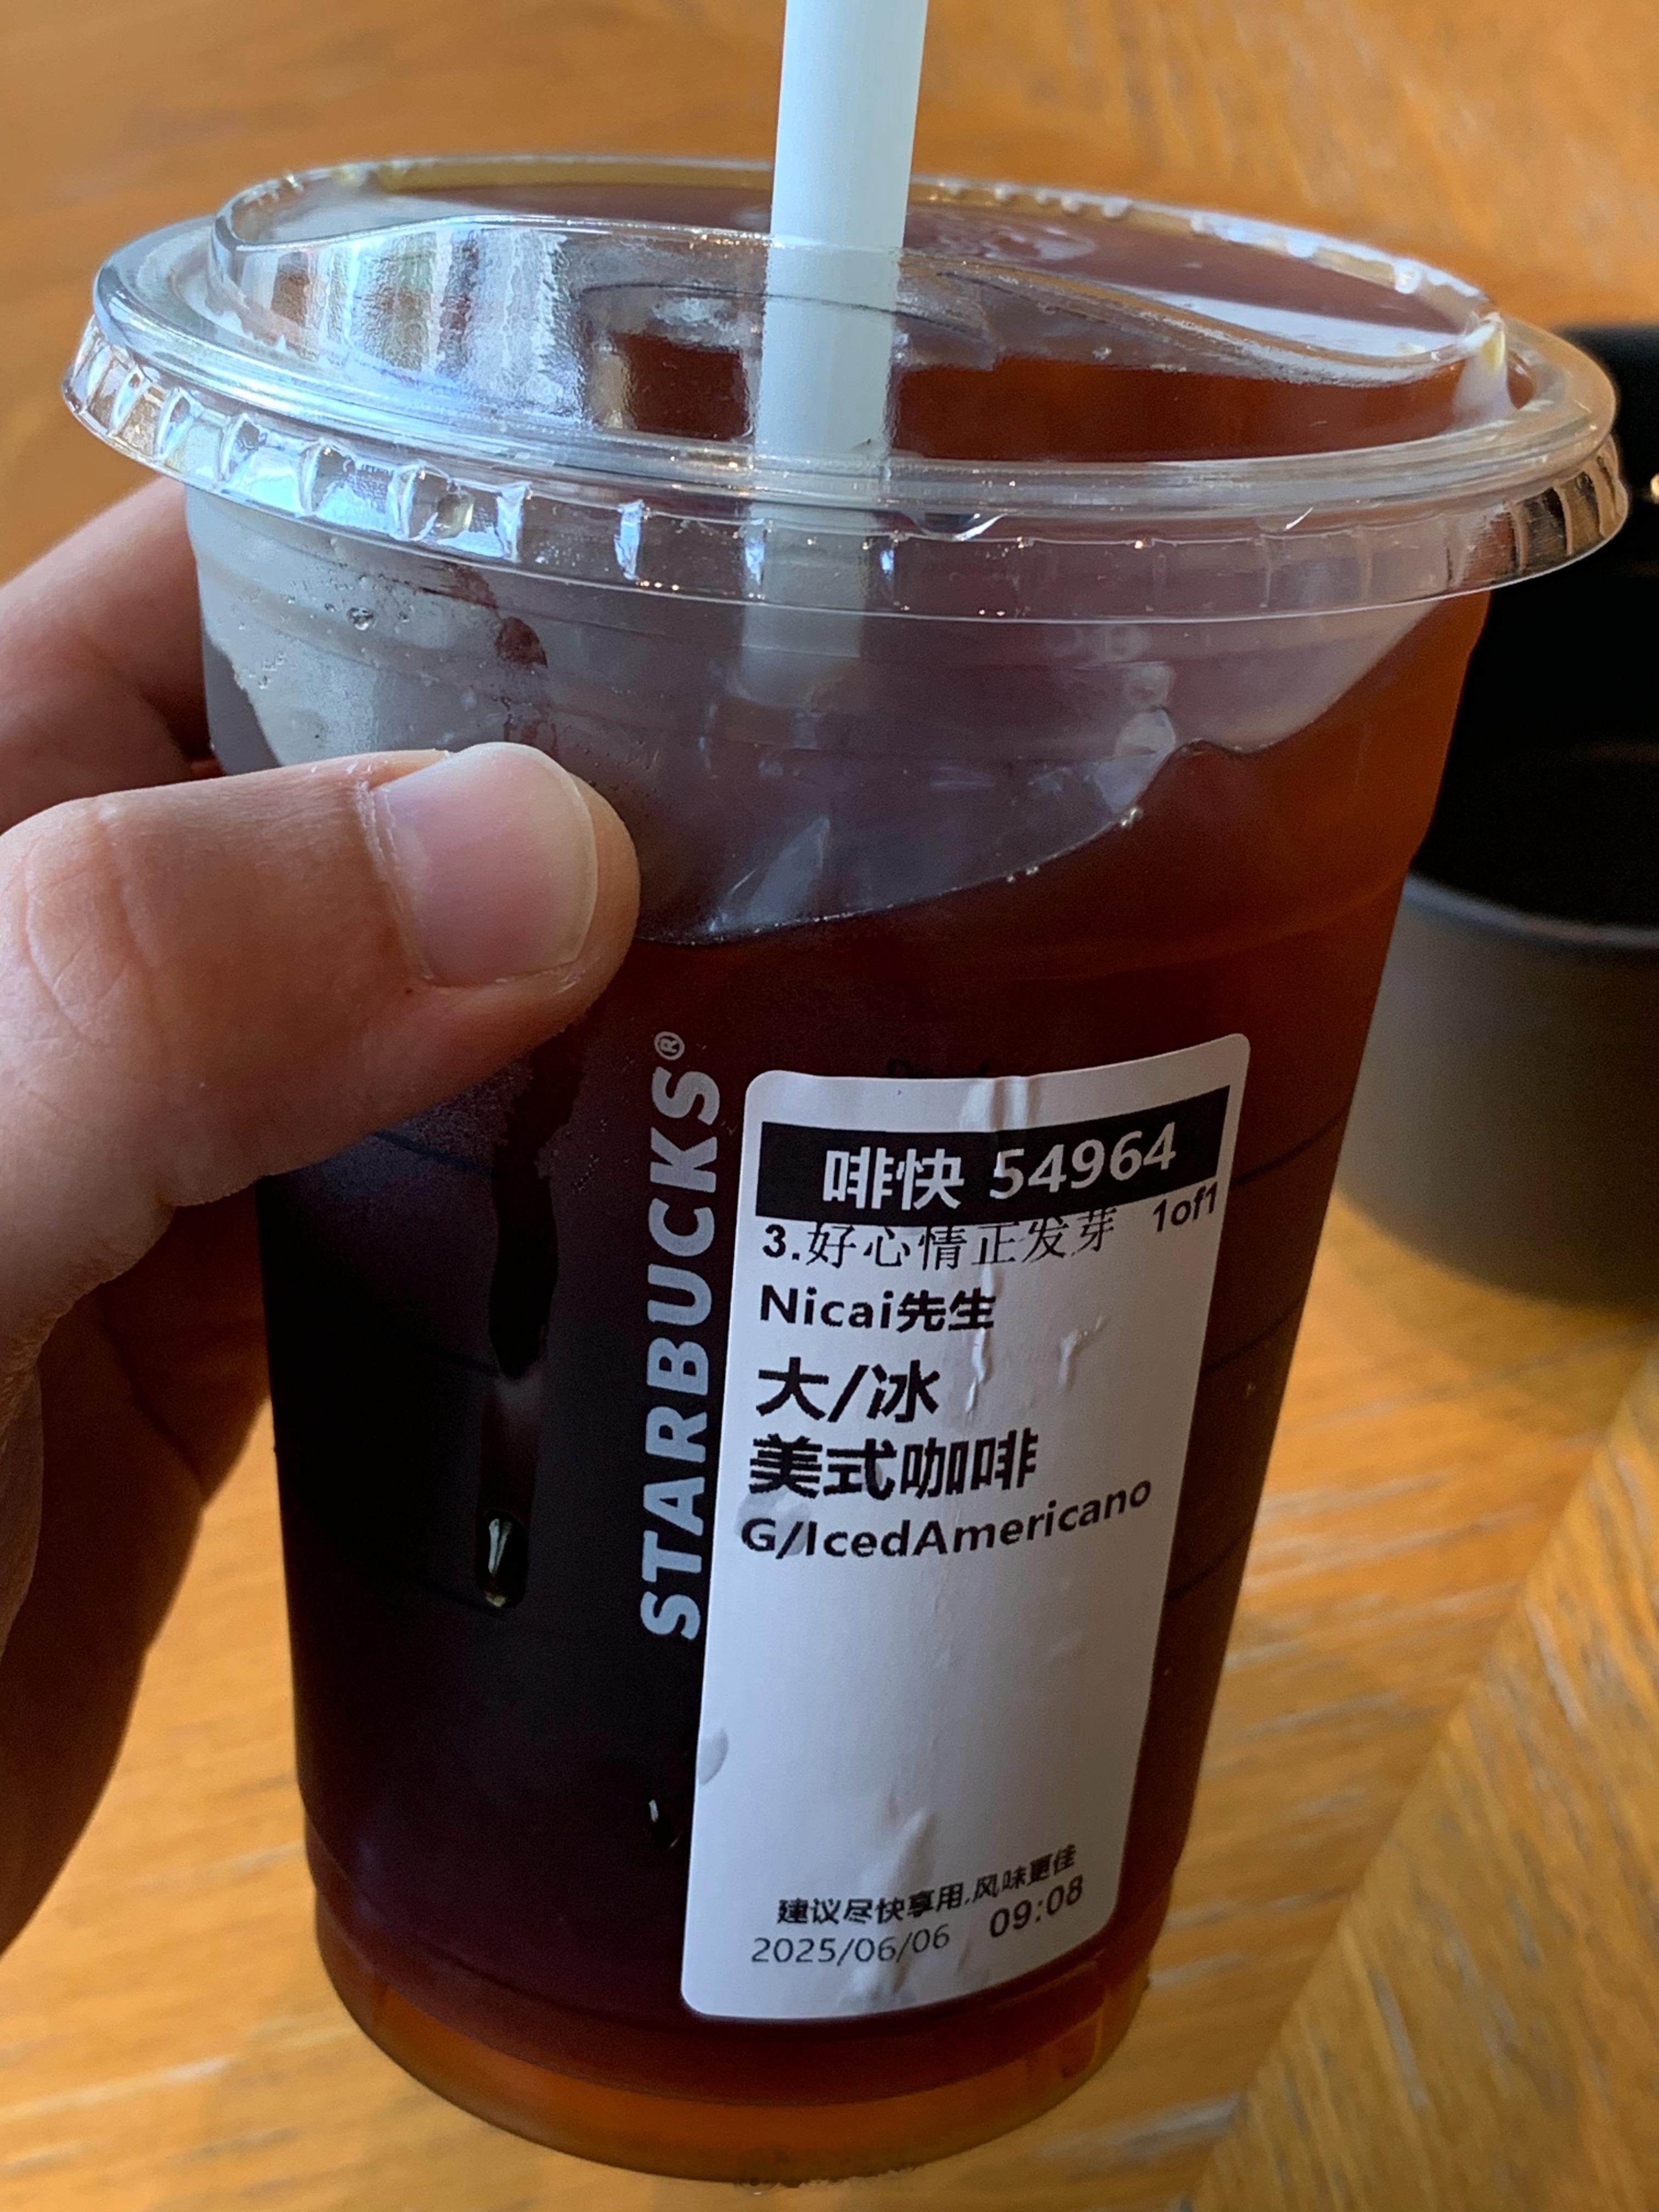 STARBUCKS®
啡快 54964
3.好心情正发芽 1of1
Nicai先生
大/冰
美式咖啡
G/IcedAmericano
建议尽快享用,风味更佳
2025/06/06 09:08